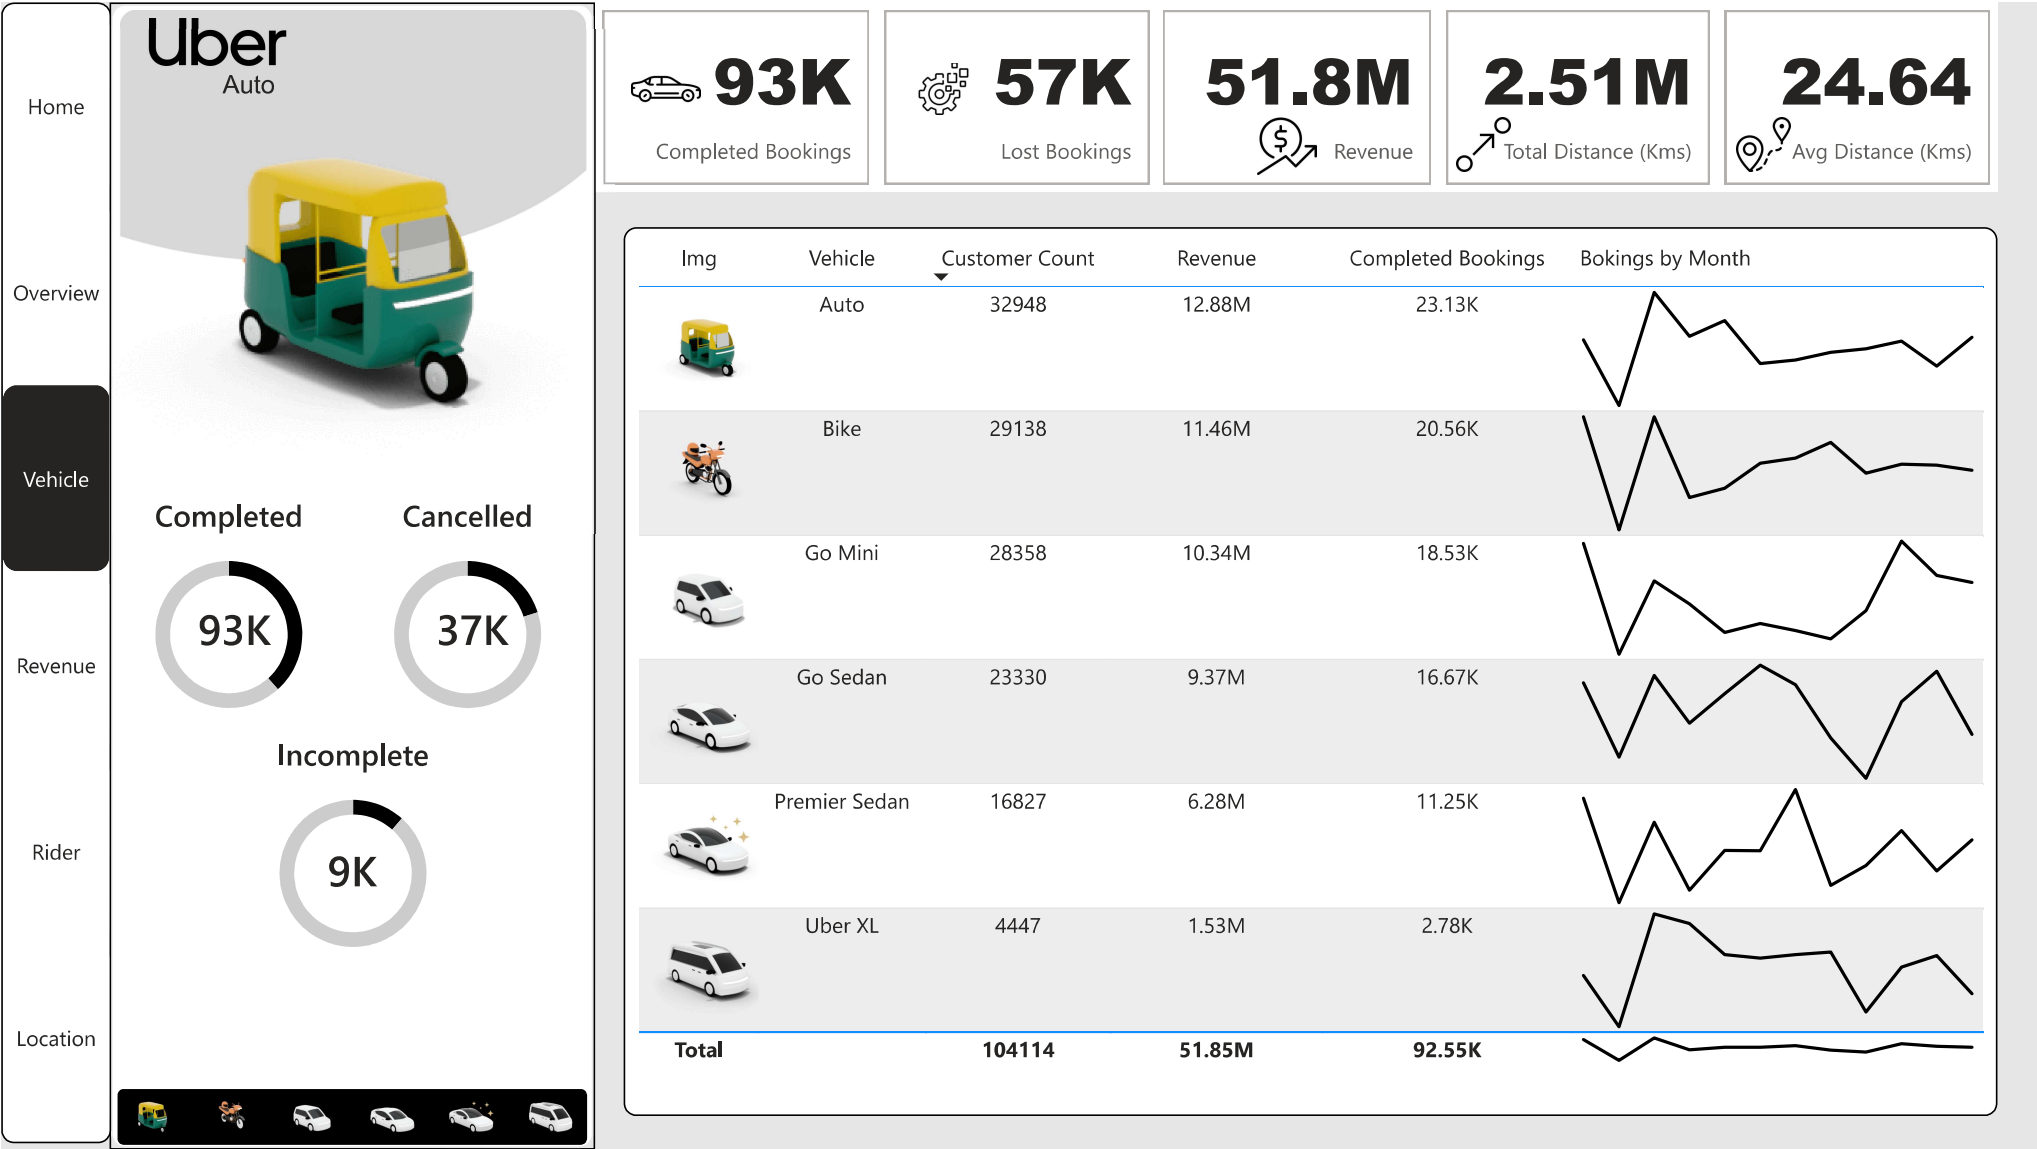 Home
Overview
Vehicle
Revenue
Rider
Location
Uber
Auto
Completed
93K
Cancelled
37K
Incomplete
9K
93K
Completed Bookings
57K
Lost Bookings
51.8M
Revenue
2.51M
Total Distance (Kms)
24.64
Avg Distance (Kms)
Img Vehicle Customer Count Revenue Completed Bookings Bokings by Month
Auto 32948 12.88M 23.13K
Bike 29138 11.46M 20.56K
Go Mini 28358 10.34M 18.53K
Go Sedan 23330 9.37M 16.67K
Premier Sedan 16827 6.28M 11.25K
Uber XL 4447 1.53M 2.78K
Total 104114 51.85M 92.55K